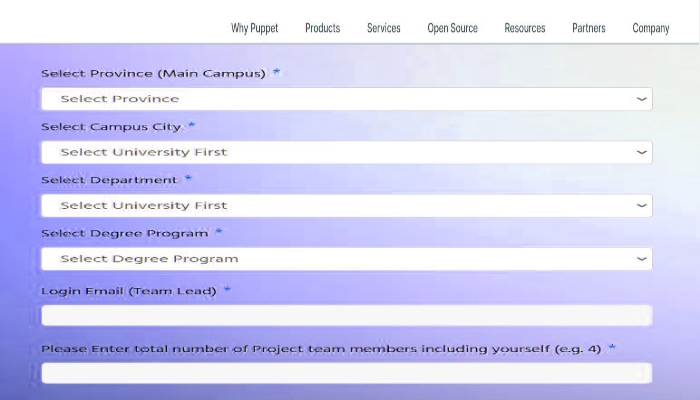 Why Puppet Products Services Open Source Resources Partners Company
Select Province (Main Campus) *
Select Province
Select Campus City *
Select University First
Select Department *
Select University First
Select Degree Program *
Select Degree Program
Login Email (Team Lead) *
Please Enter total number of Project team members including yourself (e.g. 4) *